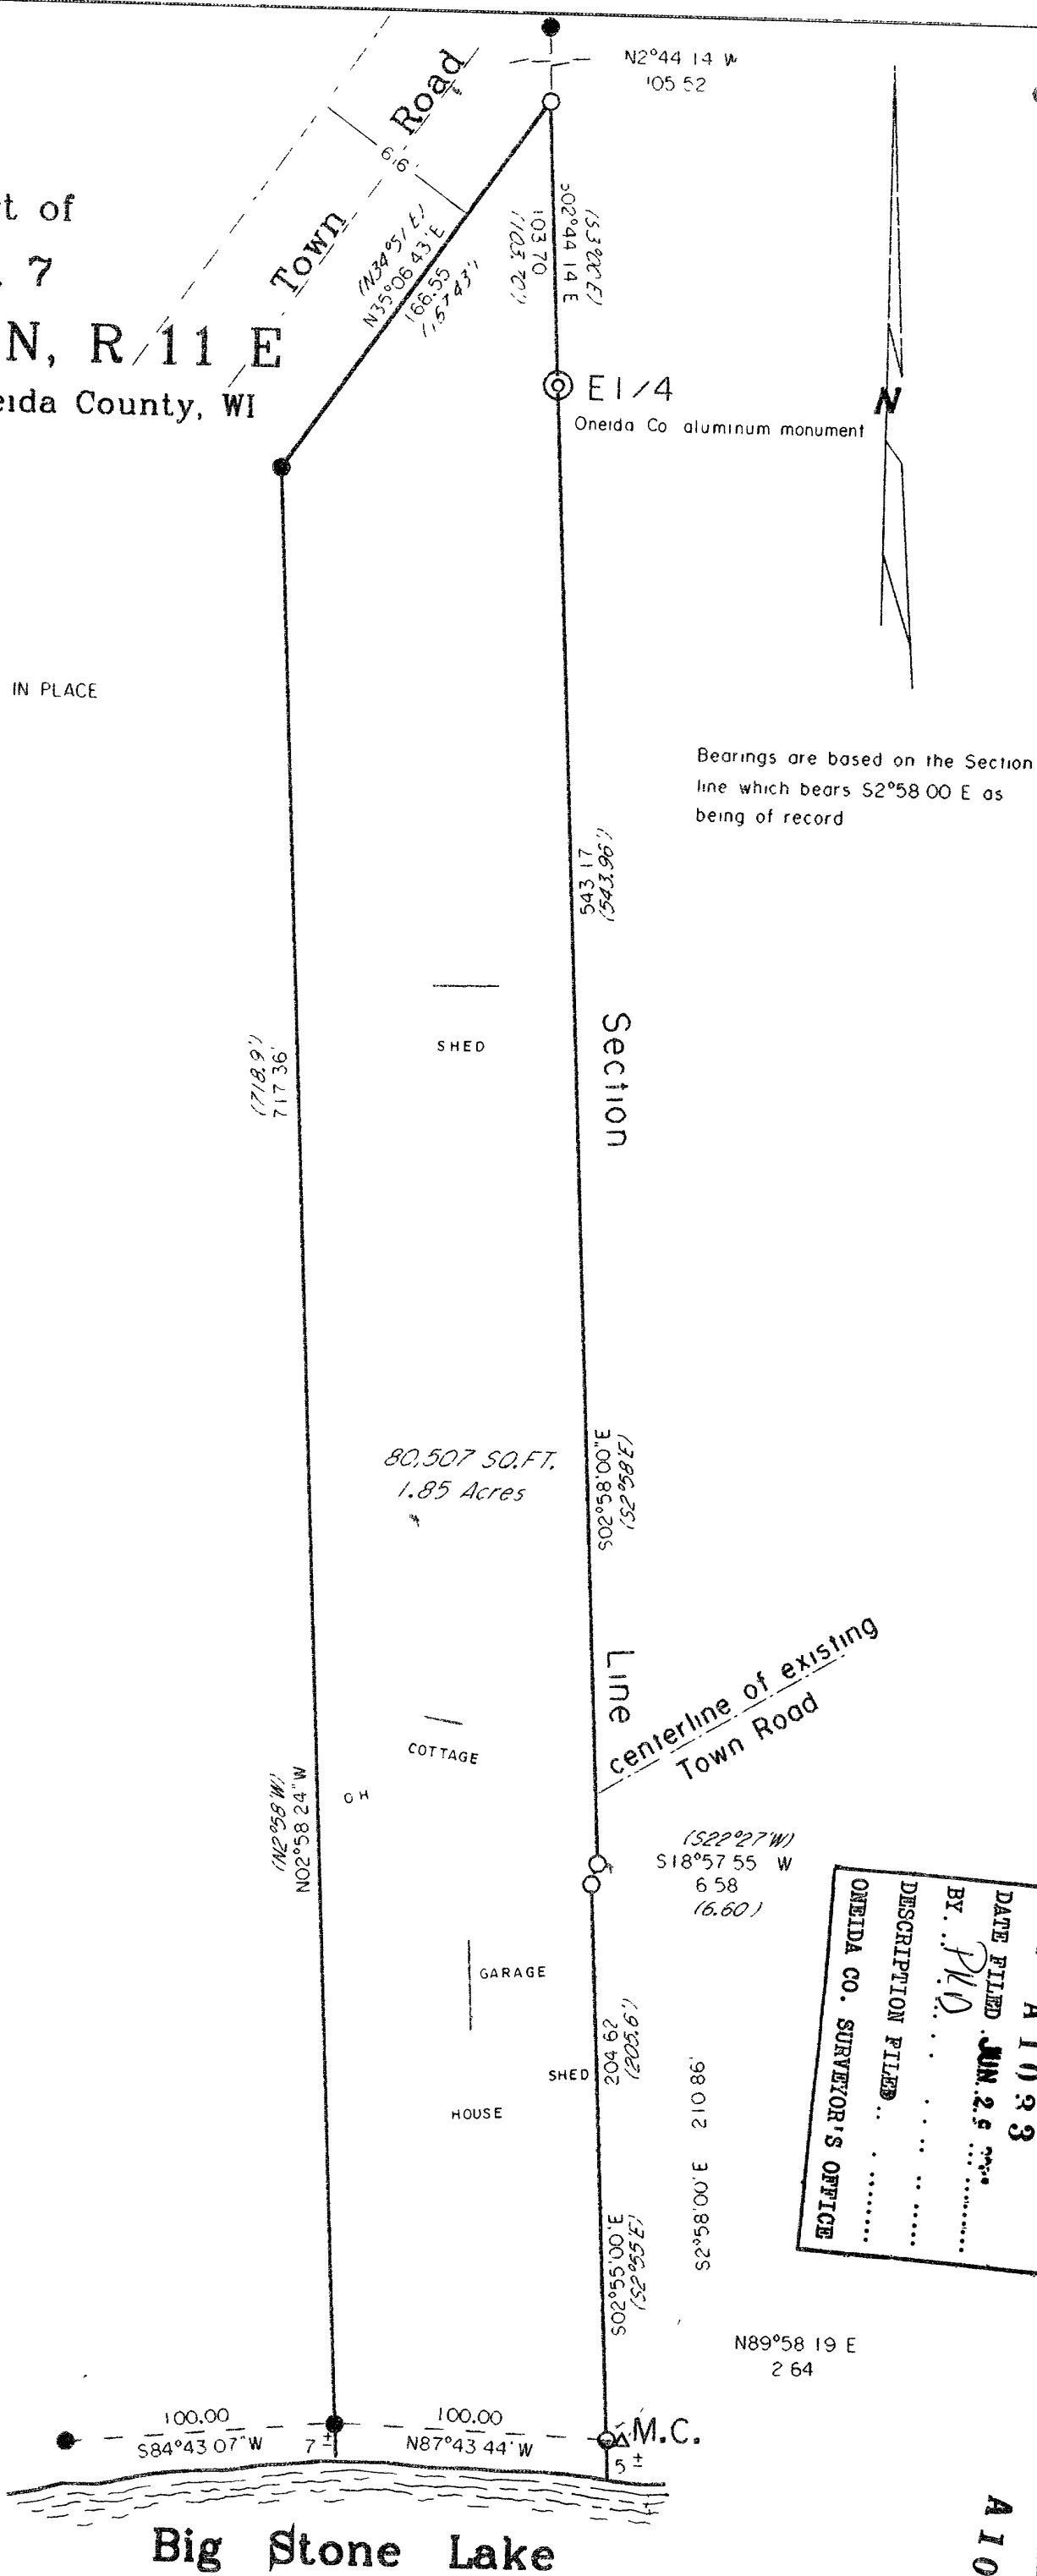 N2°44 14 W
105 52
Town Road
66'
t of
7
N, R 11 E
ida County, WI
(N34°51'E)
N35°06 43'E
166.55
(S3°00'E)
S02°44 14 E
103 70
(103.70')
E1/4
Oneida Co aluminum monument
N
IN PLACE
Bearings are based on the Section
line which bears S2°58 00 E as
being of record
543 17
(543.96')
SHED
(718.9')
717 36'
Section
80,507 SQ.FT.
1.85 Acres
S02°58'00"E
(S2°58'E)
Line
centerline of existing
Town Road
COTTAGE
O H
(N2°58'W)
N02°58 24"W
(S22°27'W)
S18°57 55 W
6 58
(6.60')
GARAGE
SHED
HOUSE
204 62
(205.6')
S2°58'00'E 210 86'
S02°55'00'E
(S2°55'E)
A 1033
DATE FILED JUN. 2
BY. PKD
DESCRIPTION FILED
ONEIDA CO. SURVEYOR'S OFFICE
N89°58 19 E
2 64
100.00
S84°43 07"W
7±
100.00
N87°43 44"W
M.C.
5±
Big Stone Lake
A 10